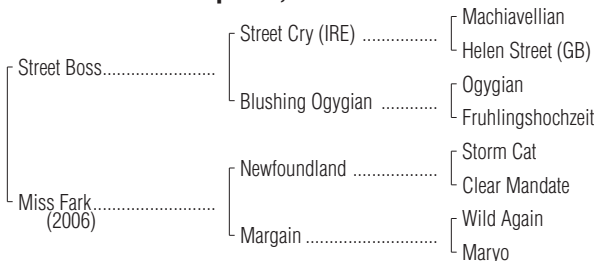 Machiavellian
Street Cry (IRE) ................
Helen Street (GB)
Street Boss........................
Ogygian
Blushing Ogygian ............
Fruhlingshochzeit
Storm Cat
Newfoundland ..................
Clear Mandate
Miss Fark..........................
(2006)
Wild Again
Margain ............................
Maryo